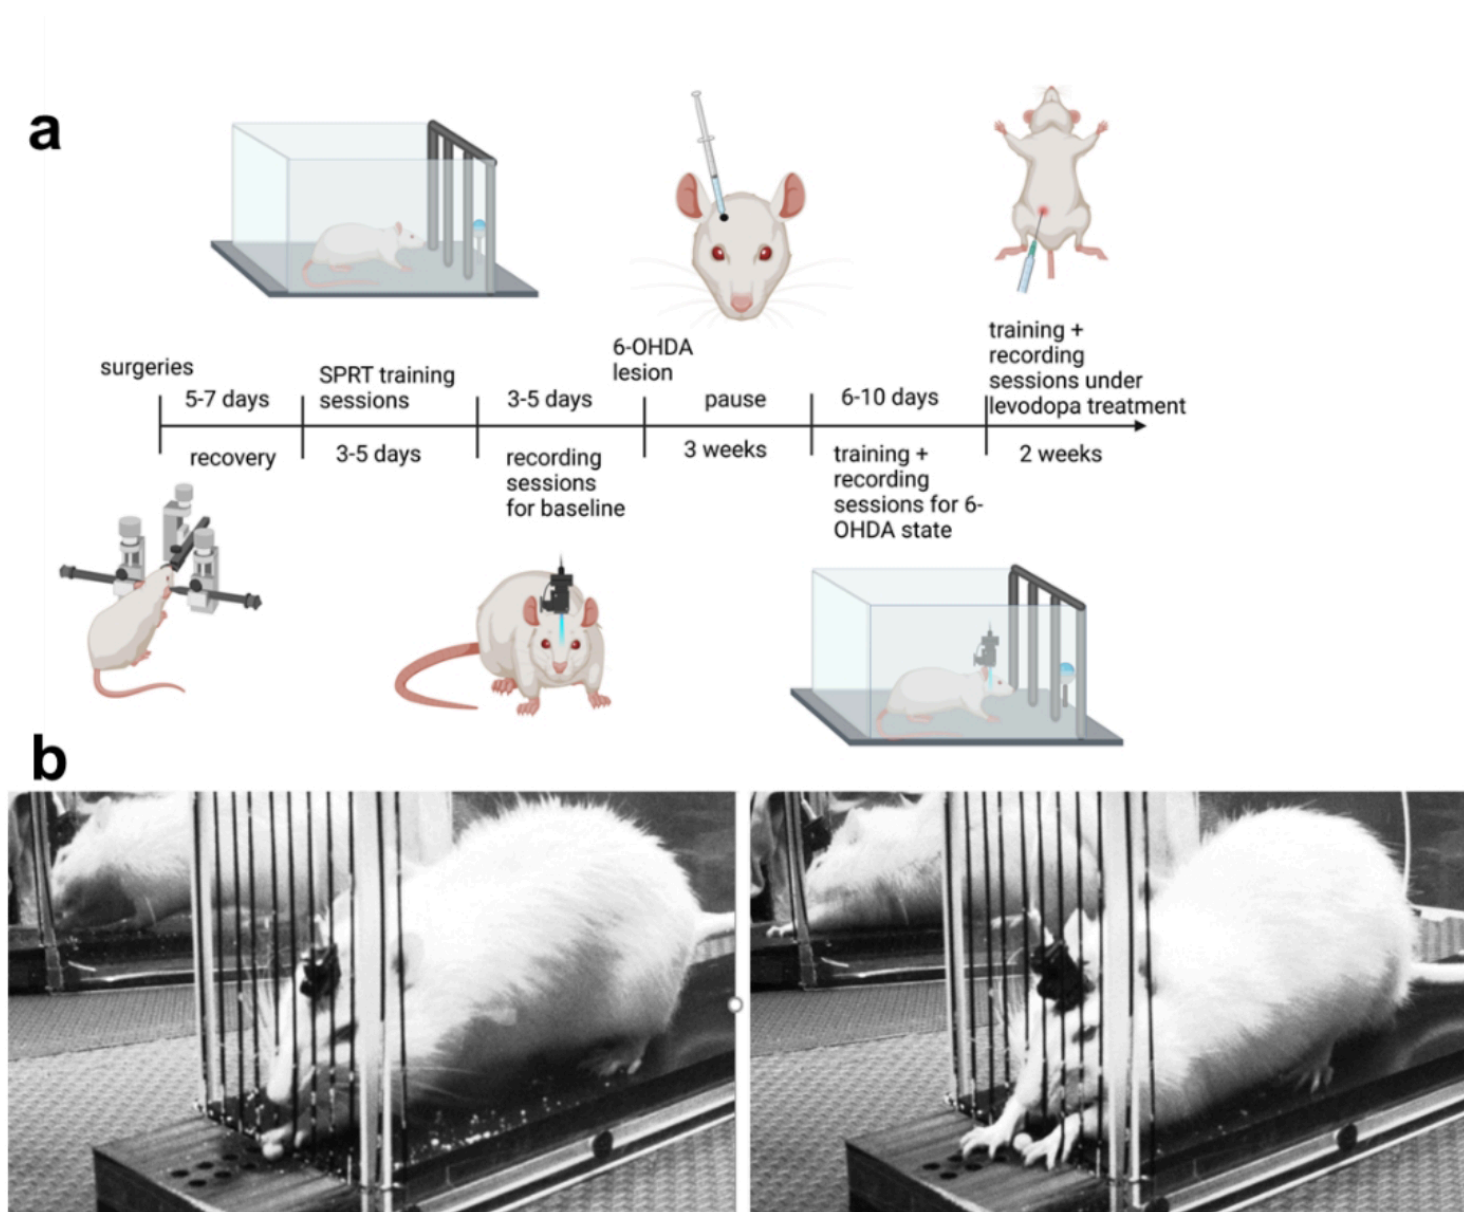 a
surgeries
5-7 days
recovery
SPRT training
sessions
3-5 days
3-5 days
recording
sessions
for baseline
6-OHDA
lesion
pause
3 weeks
6-10 days
training +
recording
sessions for 6-
OHDA state
training +
recording
sessions under
levodopa treatment
2 weeks
b